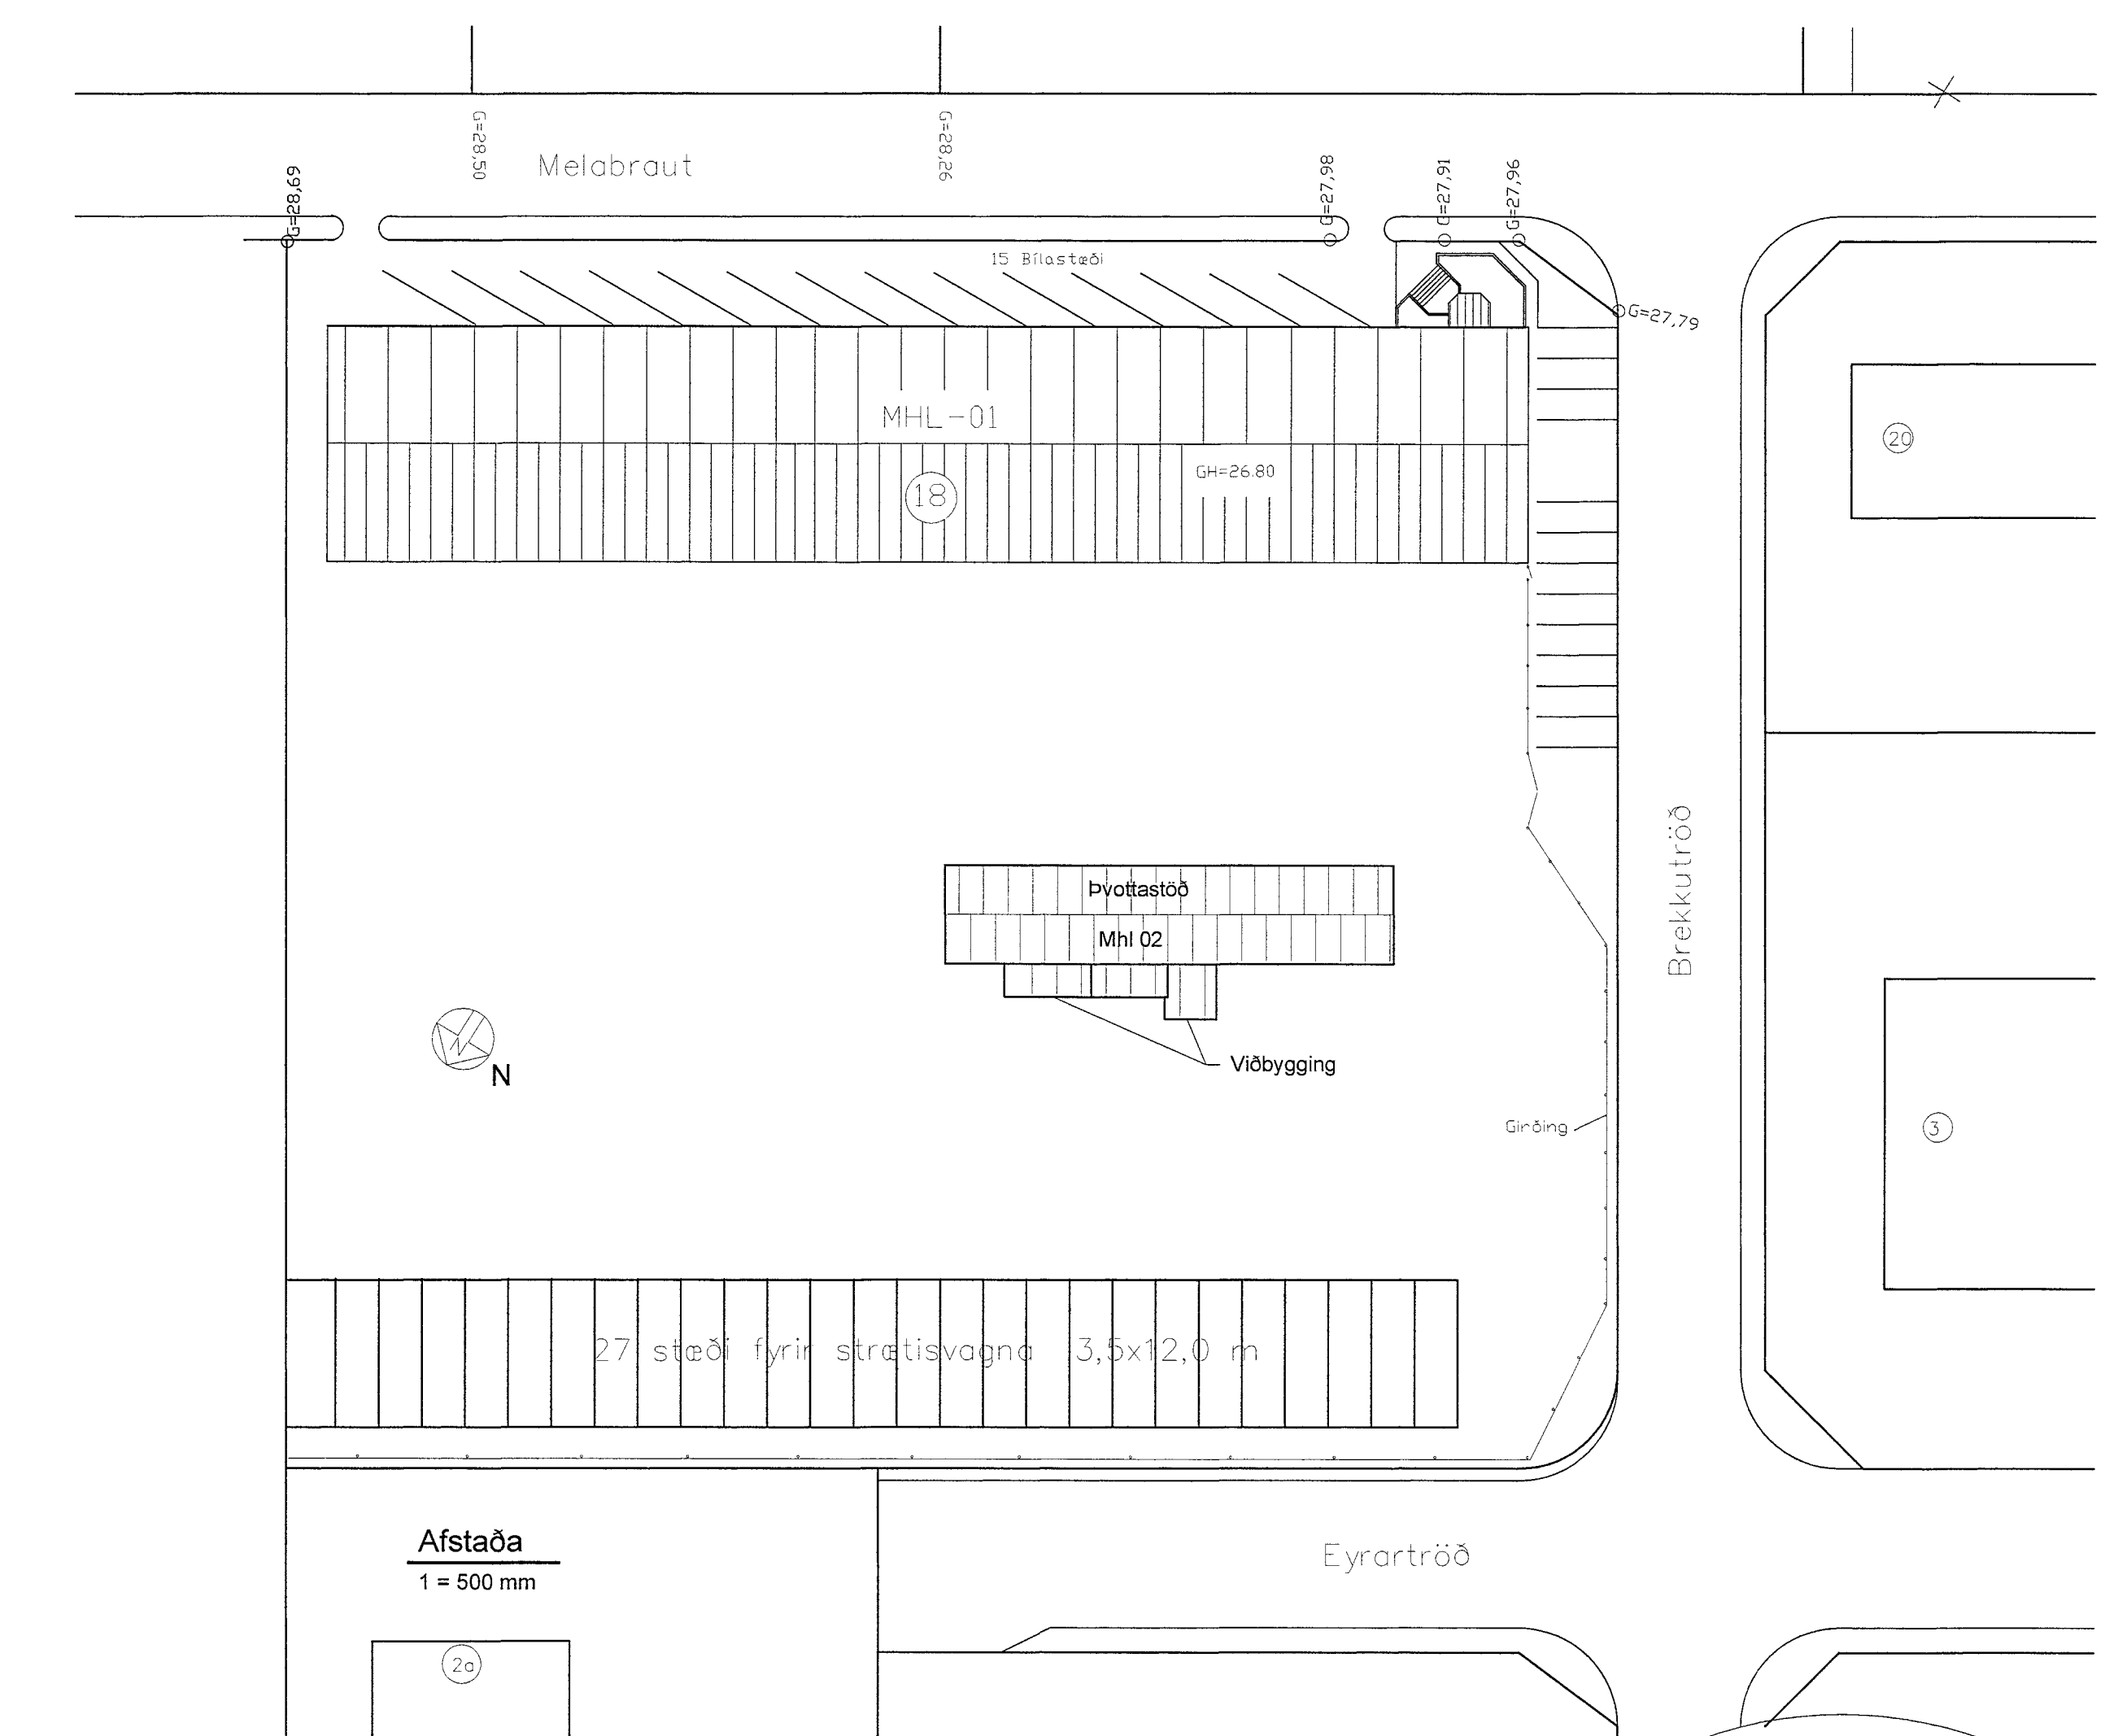 G=28,50
G=28,26
Melabraut
G=28,69
G=27,98
G=27,91
G=27,96
15 Bílastæði
G=27,79
MHL-01
20
GH=26.80
18
Brekkutröð
Þvottastöð
Mhl 02
N
N
Viðbygging
Girðing
3
27 stæði fyrir strætisvagna 3,5x12,0 m
Afstaða
1 = 500 mm
Eyrartröð
2a